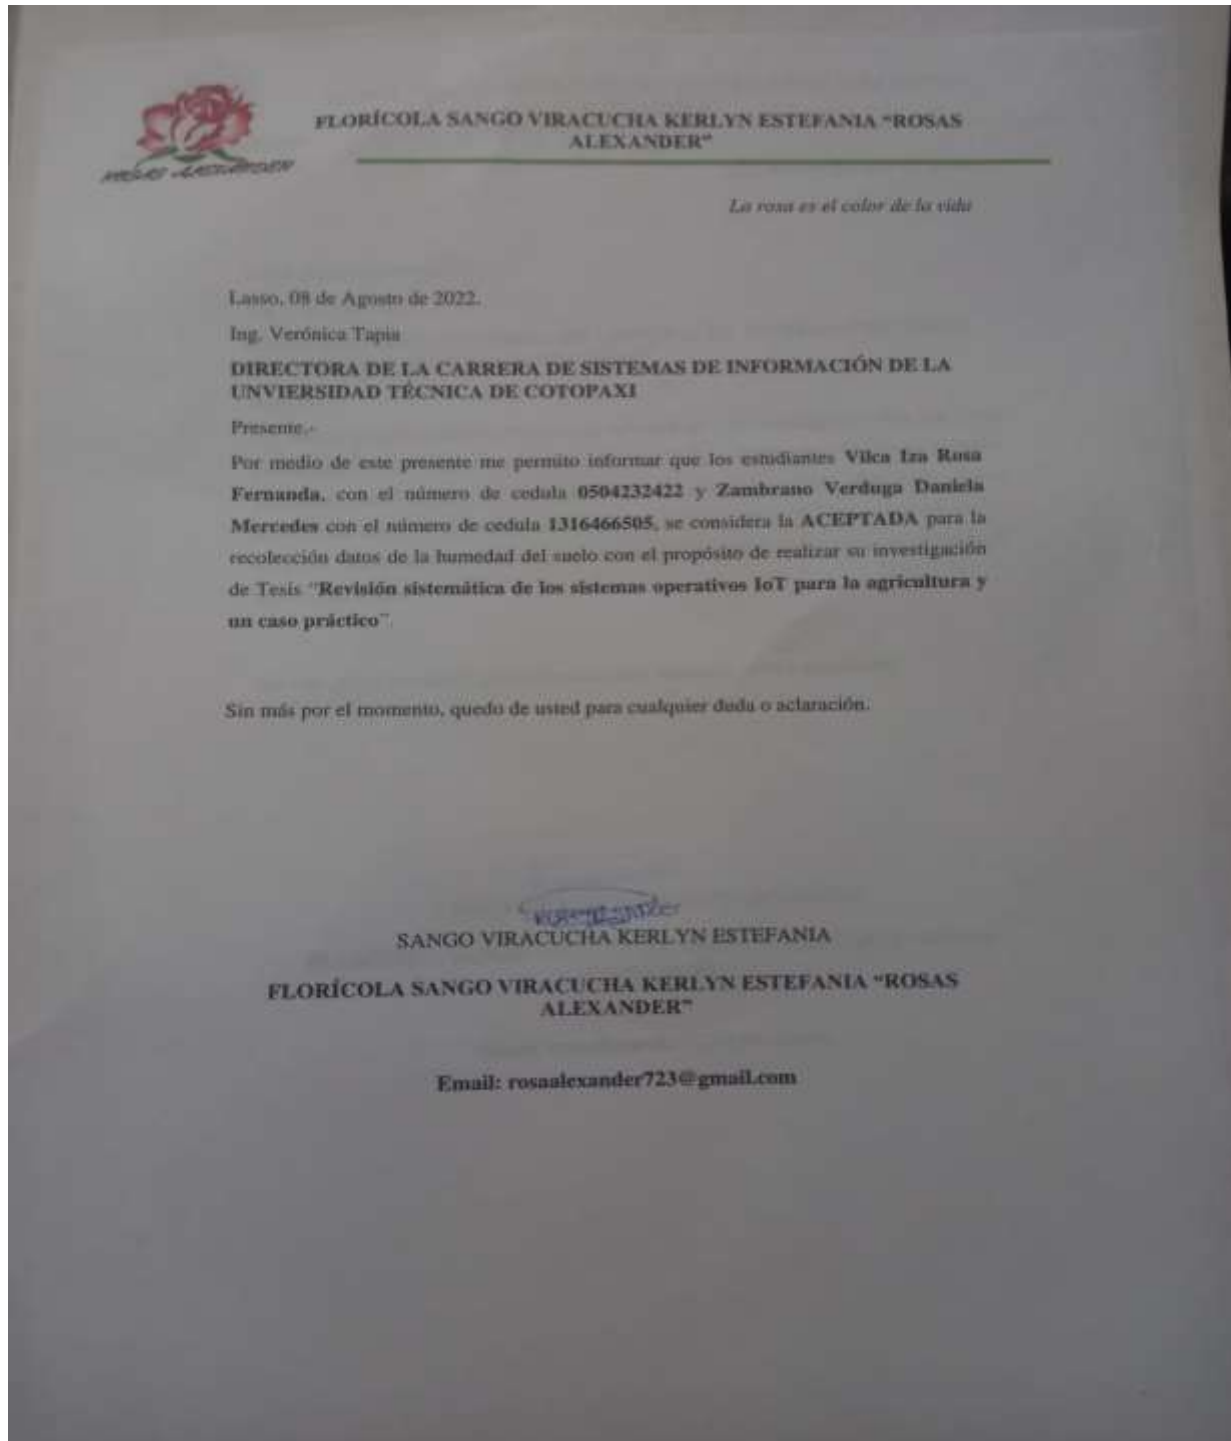 FLORÍCOLA SANGO VIRACUCHA KERLYN ESTEFANIA “ROSAS
ALEXANDER”
ROSAS ALEXANDER
La rosa es el color de la vida
Lasso, 08 de Agosto de 2022.
Ing. Verónica Tapia
DIRECTORA DE LA CARRERA DE SISTEMAS DE INFORMACIÓN DE LA
UNVIERSIDAD TÉCNICA DE COTOPAXI
Presente.-
Por medio de este presente me permito informar que los estudiantes Vilca Iza Rosa
Fernanda, con el número de cedula 0504232422 y Zambrano Verduga Daniela
Mercedes con el número de cedula 1316466505, se considera la ACEPTADA para la
recolección datos de la humedad del suelo con el propósito de realizar su investigación
de Tesis “Revisión sistemática de los sistemas operativos IoT para la agricultura y
un caso práctico”.
Sin más por el momento, quedo de usted para cualquier duda o aclaración.
SANGO VIRACUCHA KERLYN ESTEFANIA
FLORÍCOLA SANGO VIRACUCHA KERLYN ESTEFANIA “ROSAS
ALEXANDER”
Email: rosaalexander723@gmail.com